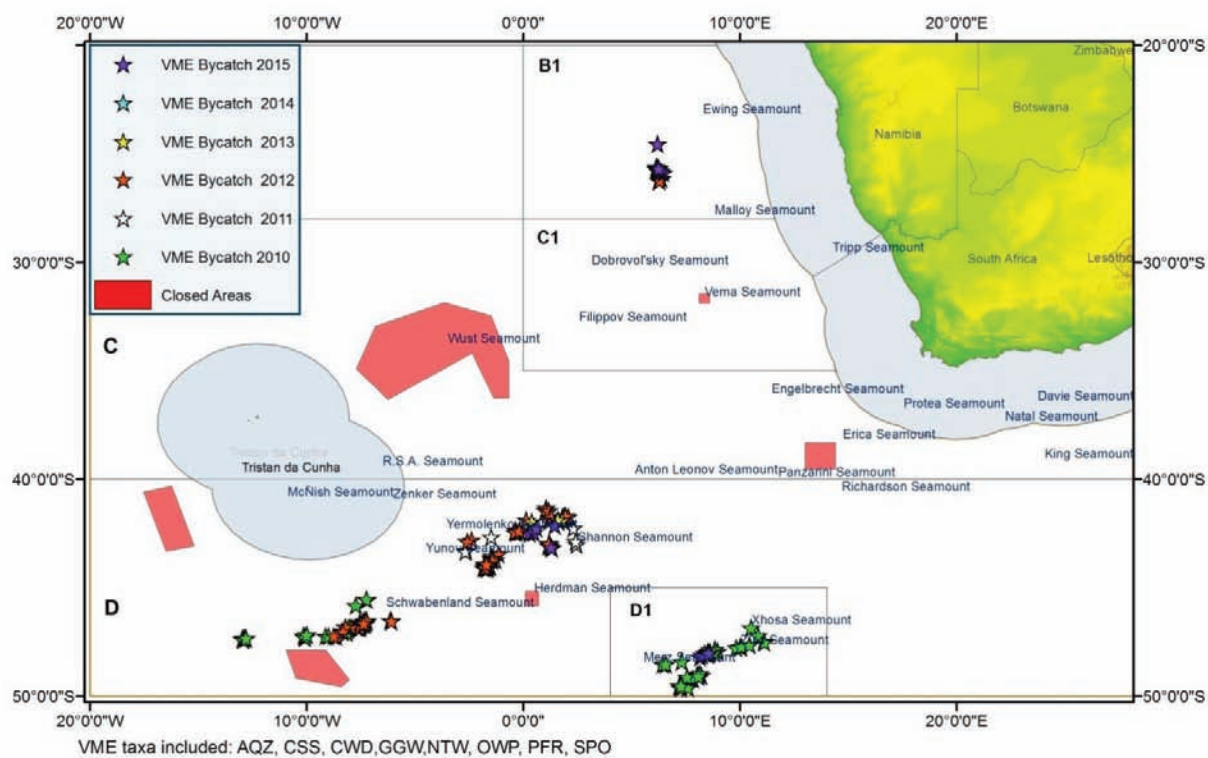 20°0'0"W 10°0'0"W 0°0'0" 10°0'0"E 20°0'0"E
20°0'0"S 20°0'0"S
VME Bycatch 2015
VME Bycatch 2014
VME Bycatch 2013
VME Bycatch 2012
VME Bycatch 2011
VME Bycatch 2010
Closed Areas
B1
Zimbabwe
Ewing Seamount
Botswana
Namibia
Malloy Seamount
C1
Tripp Seamount
Dobrovol'sky Seamount
South Africa
Lesotho
30°0'0"S 30°0'0"S
Vema Seamount
Filippov Seamount
C
Wust Seamount
Engelbrecht Seamount
Davie Seamount
Protea Seamount
Natal Seamount
Erica Seamount
Tristan da Cunha
King Seamount
R.S.A. Seamount
Tristan da Cunha
Anton Leonov Seamount
Panzarini Seamount
40°0'0"S 40°0'0"S
Richardson Seamount
McNish Seamount
Zenker Seamount
Shannon Seamount
Herdman Seamount
D
Schwabenland Seamount
D1
Xhosa Seamount
Seamount
50°0'0"S 50°0'0"S
20°0'0"W 10°0'0"W 0°0'0" 10°0'0"E 20°0'0"E
VME taxa included: AQZ, CSS, CWD,GGW,NTW, OWP, PFR, SPO